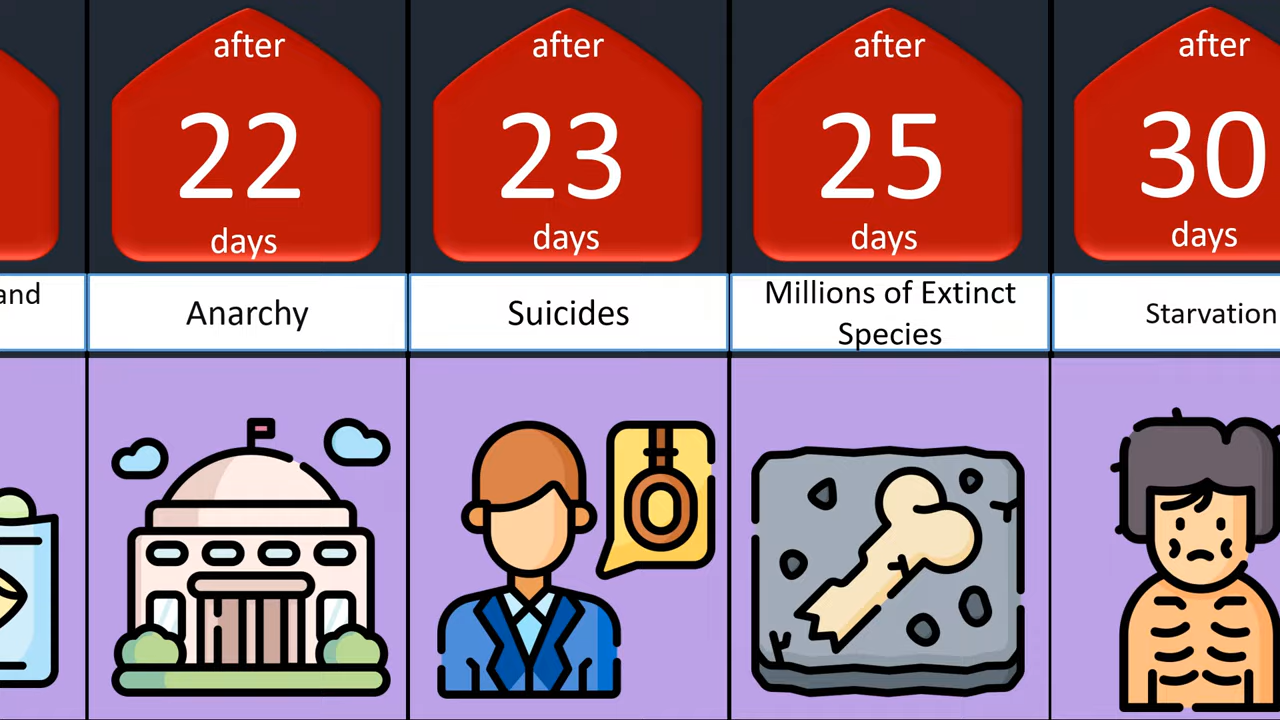 after
22
days
after
23
days
after
25
days
after
30
days
and
Anarchy
Suicides
Millions of Extinct
Species
Starvation